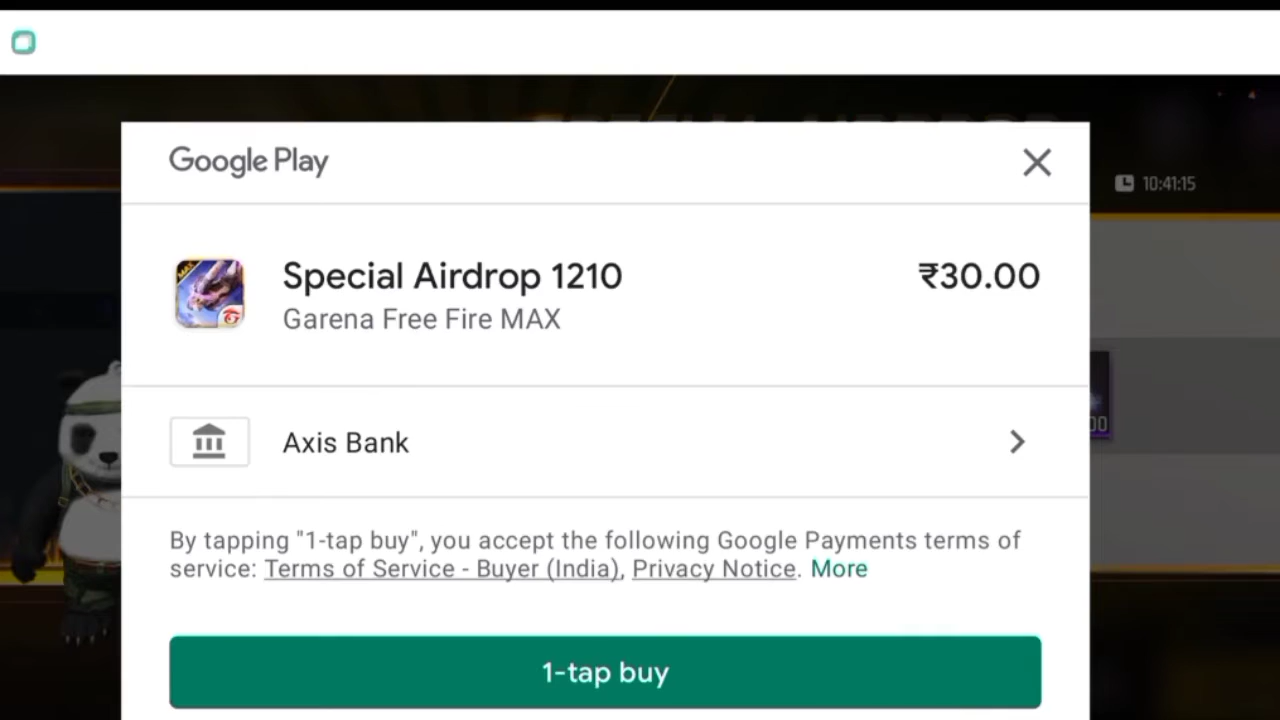 Google Play
10:41:15
Special Airdrop 1210
₹30.00
Garena Free Fire MAX
MAX
Axis Bank
By tapping "1-tap buy", you accept the following Google Payments terms of
service: Terms of Service - Buyer (India), Privacy Notice. More
1-tap buy